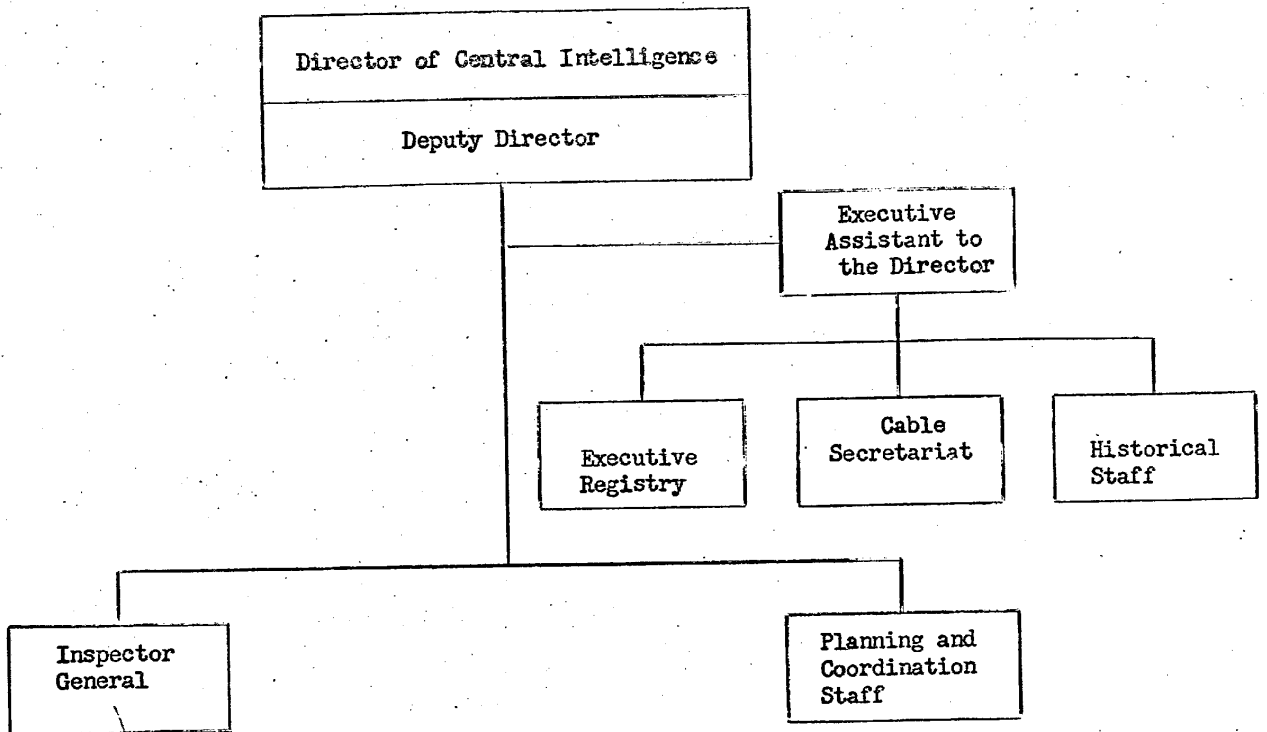 Director of Central Intelligence
Deputy Director
Executive
Assistant to
the Director
Executive
Registry
Cable
Secretariat
Historical
Staff
Inspector
General
Planning and
Coordination
Staff